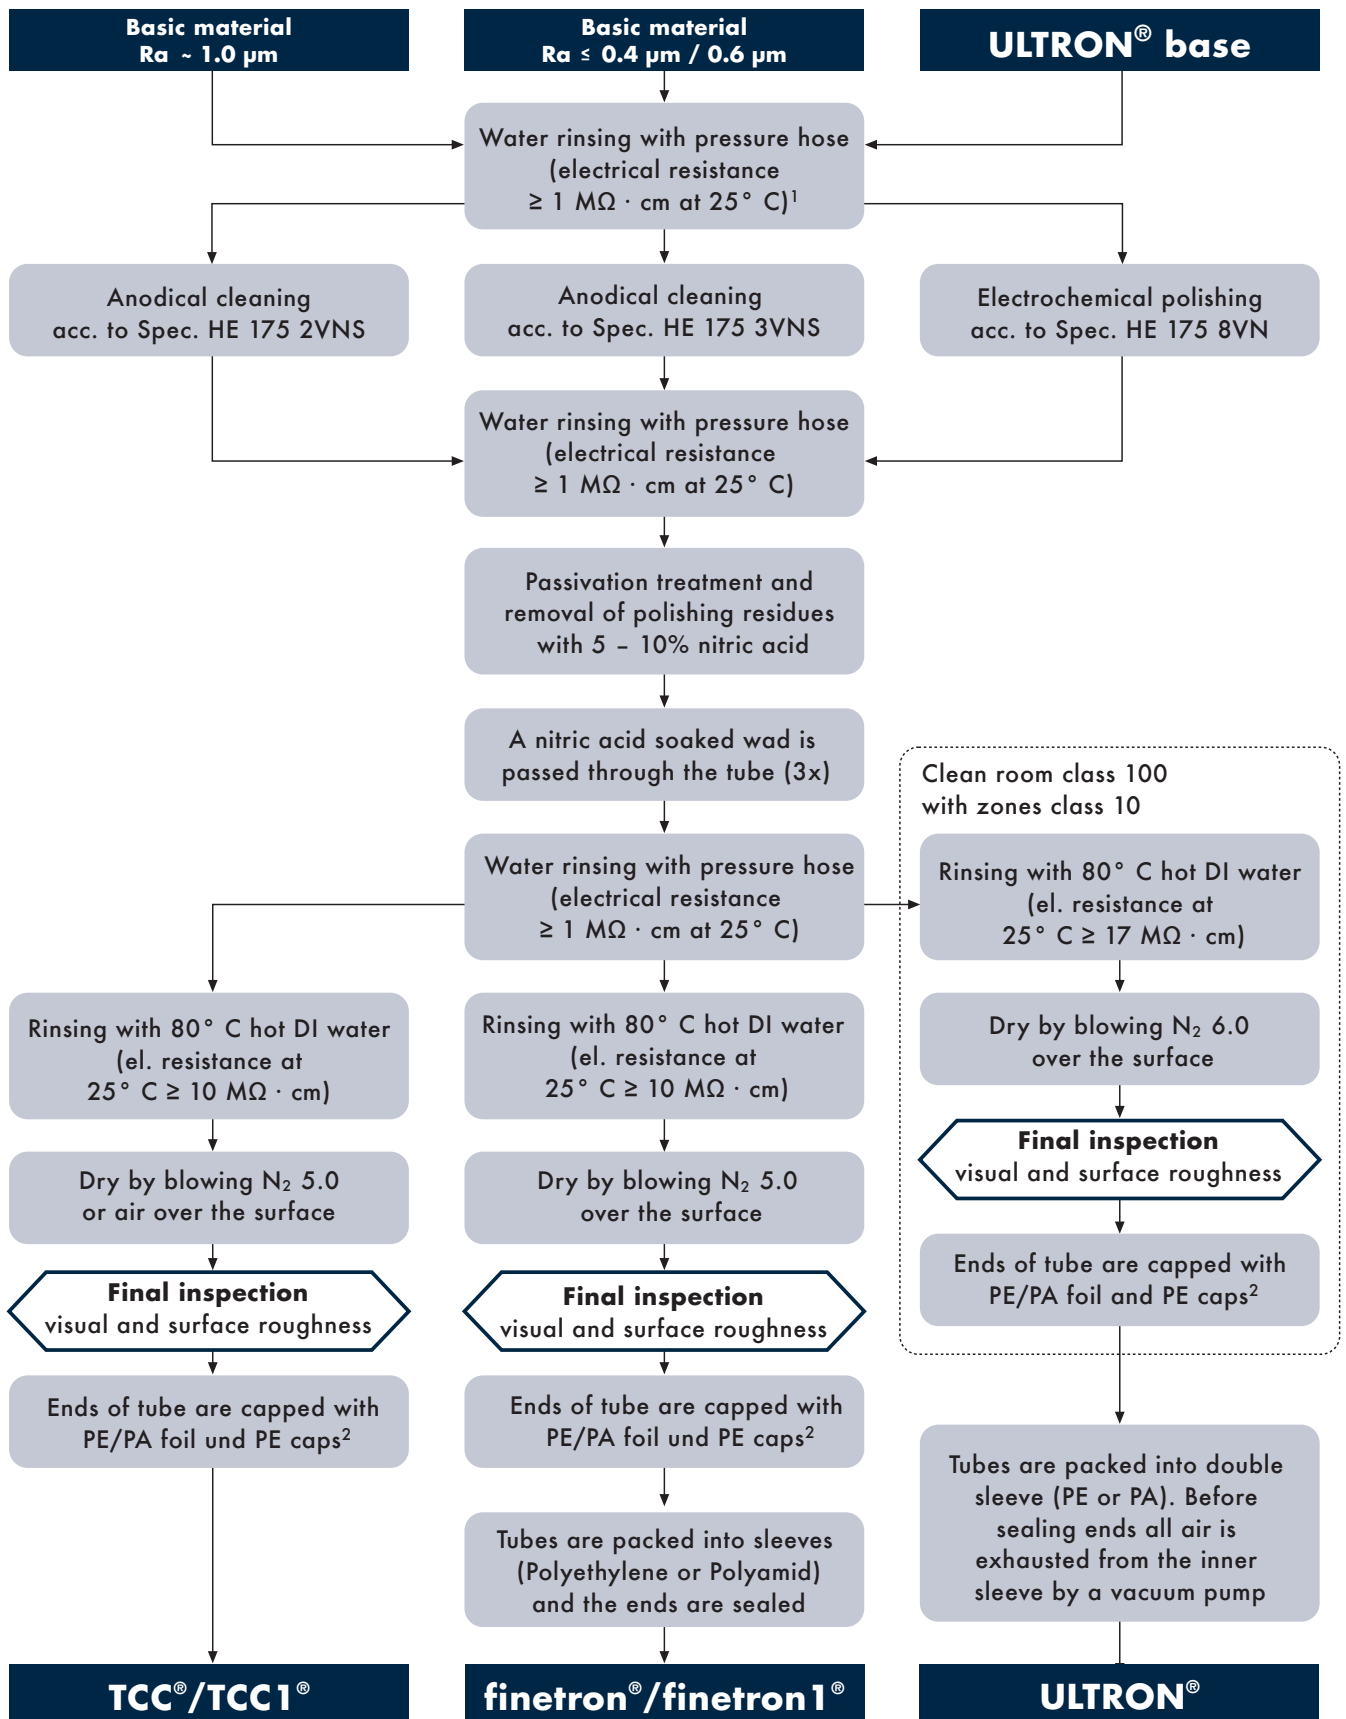 Basic material
Ra ~ 1.0 µm
Basic material
Ra ≤ 0.4 µm / 0.6 µm
ULTRON® base
Water rinsing with pressure hose
(electrical resistance
≥ 1 MΩ · cm at 25° C)¹
Anodical cleaning
acc. to Spec. HE 175 2VNS
Anodical cleaning
acc. to Spec. HE 175 3VNS
Electrochemical polishing
acc. to Spec. HE 175 8VN
Water rinsing with pressure hose
(electrical resistance
≥ 1 MΩ · cm at 25° C)
Passivation treatment and
removal of polishing residues
with 5 – 10% nitric acid
A nitric acid soaked wad is
passed through the tube (3x)
Water rinsing with pressure hose
(electrical resistance
≥ 1 MΩ · cm at 25° C)
Clean room class 100
with zones class 10
Rinsing with 80° C hot DI water
(el. resistance at
25° C ≥ 17 MΩ · cm)
Dry by blowing N₂ 6.0
over the surface
Final inspection
visual and surface roughness
Ends of tube are capped with
PE/PA foil and PE caps²
Tubes are packed into double
sleeve (PE or PA). Before
sealing ends all air is
exhausted from the inner
sleeve by a vacuum pump
Rinsing with 80° C hot DI water
(el. resistance at
25° C ≥ 10 MΩ · cm)
Dry by blowing N₂ 5.0
or air over the surface
Final inspection
visual and surface roughness
Ends of tube are capped with
PE/PA foil und PE caps²
Rinsing with 80° C hot DI water
(el. resistance at
25° C ≥ 10 MΩ · cm)
Dry by blowing N₂ 5.0
over the surface
Final inspection
visual and surface roughness
Ends of tube are capped with
PE/PA foil und PE caps²
Tubes are packed into sleeves
(Polyethylene or Polyamid)
and the ends are sealed
TCC®/TCC1®
finetron®/finetron1®
ULTRON®